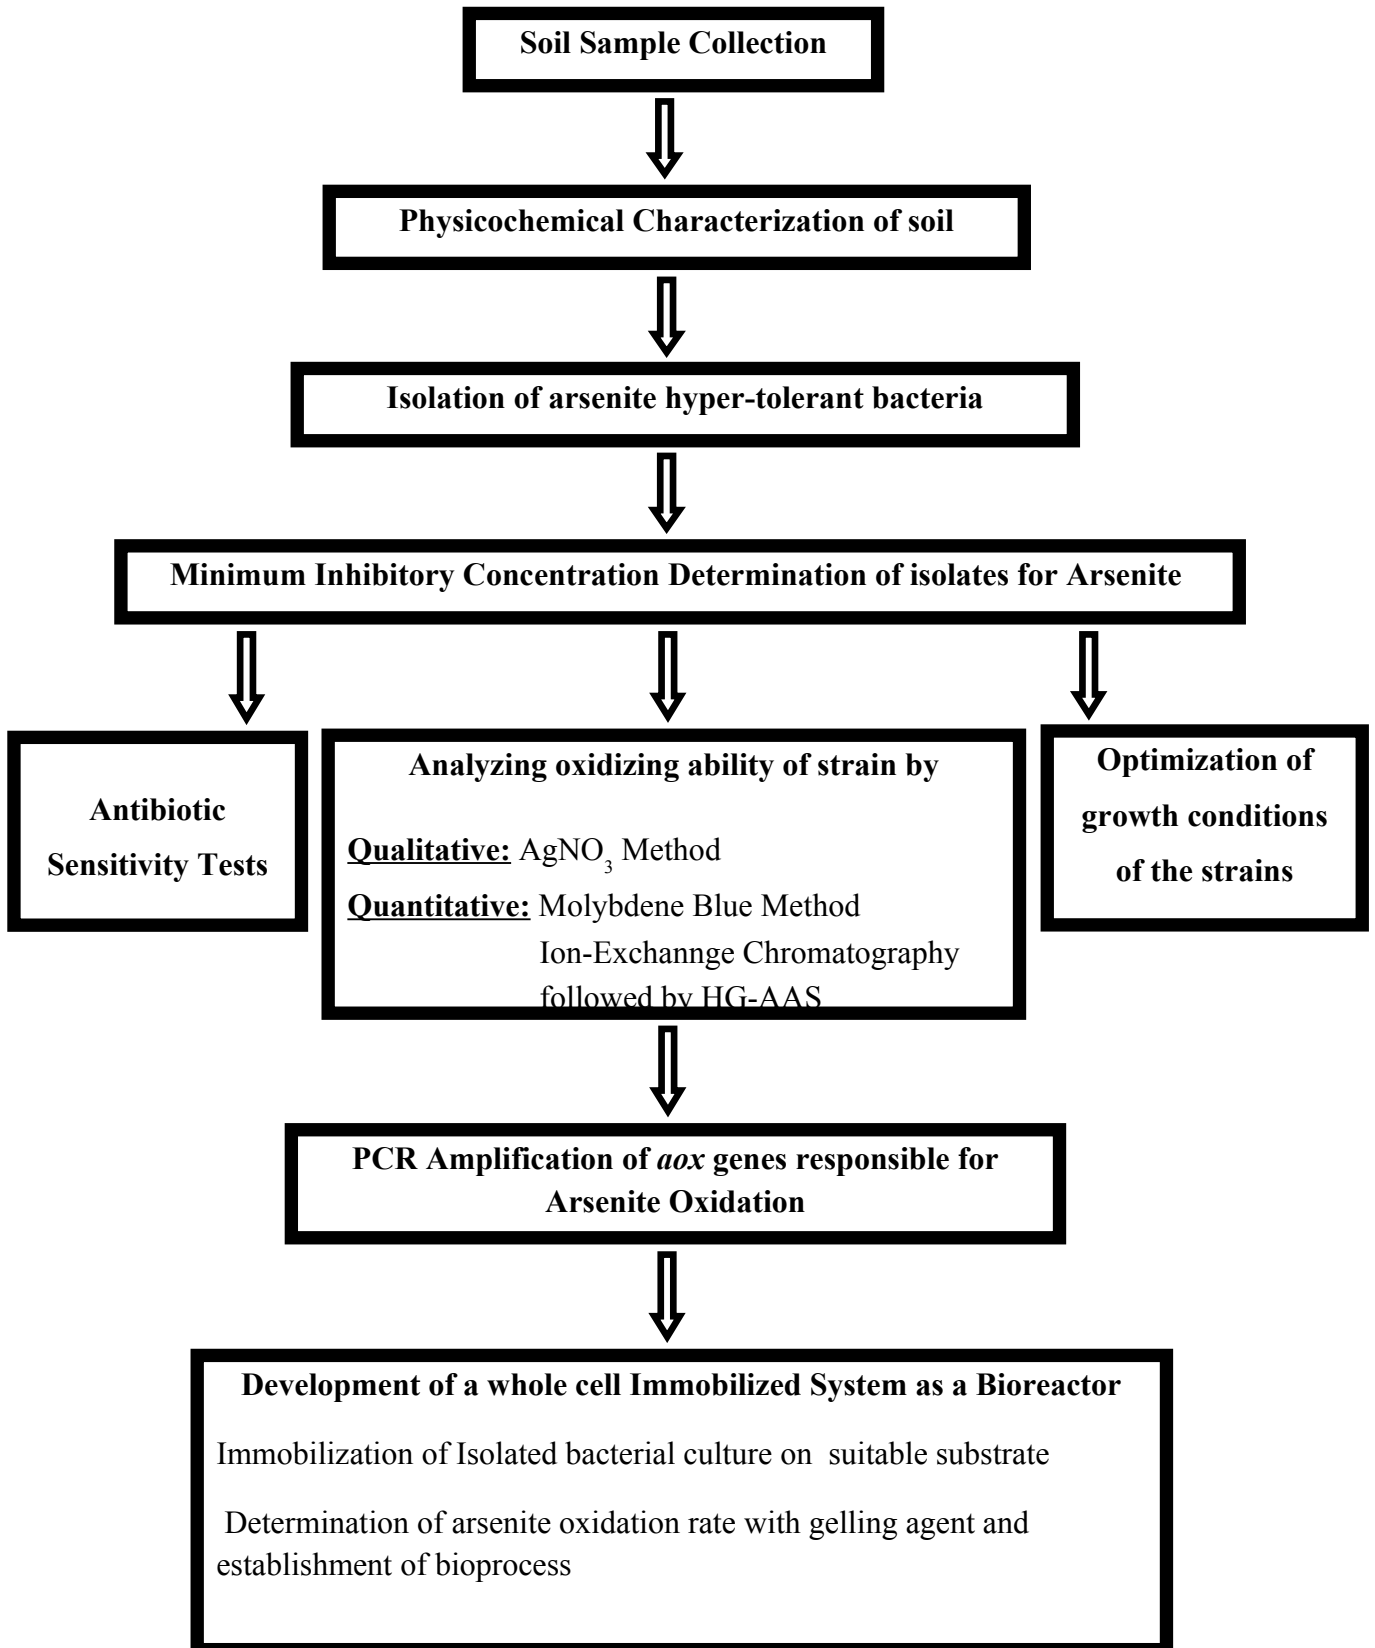 Soil Sample Collection
Physicochemical Characterization of soil
Isolation of arsenite hyper-tolerant bacteria
Minimum Inhibitory Concentration Determination of isolates for Arsenite
Antibiotic
Sensitivity Tests
Analyzing oxidizing ability of strain by
Qualitative: AgNO₃ Method
Quantitative: Molybdene Blue Method
Ion-Exchannge Chromatography
followed by HG-AAS
Optimization of
growth conditions
of the strains
PCR Amplification of aox genes responsible for
Arsenite Oxidation
Development of a whole cell Immobilized System as a Bioreactor
Immobilization of Isolated bacterial culture on suitable substrate
Determination of arsenite oxidation rate with gelling agent and
establishment of bioprocess